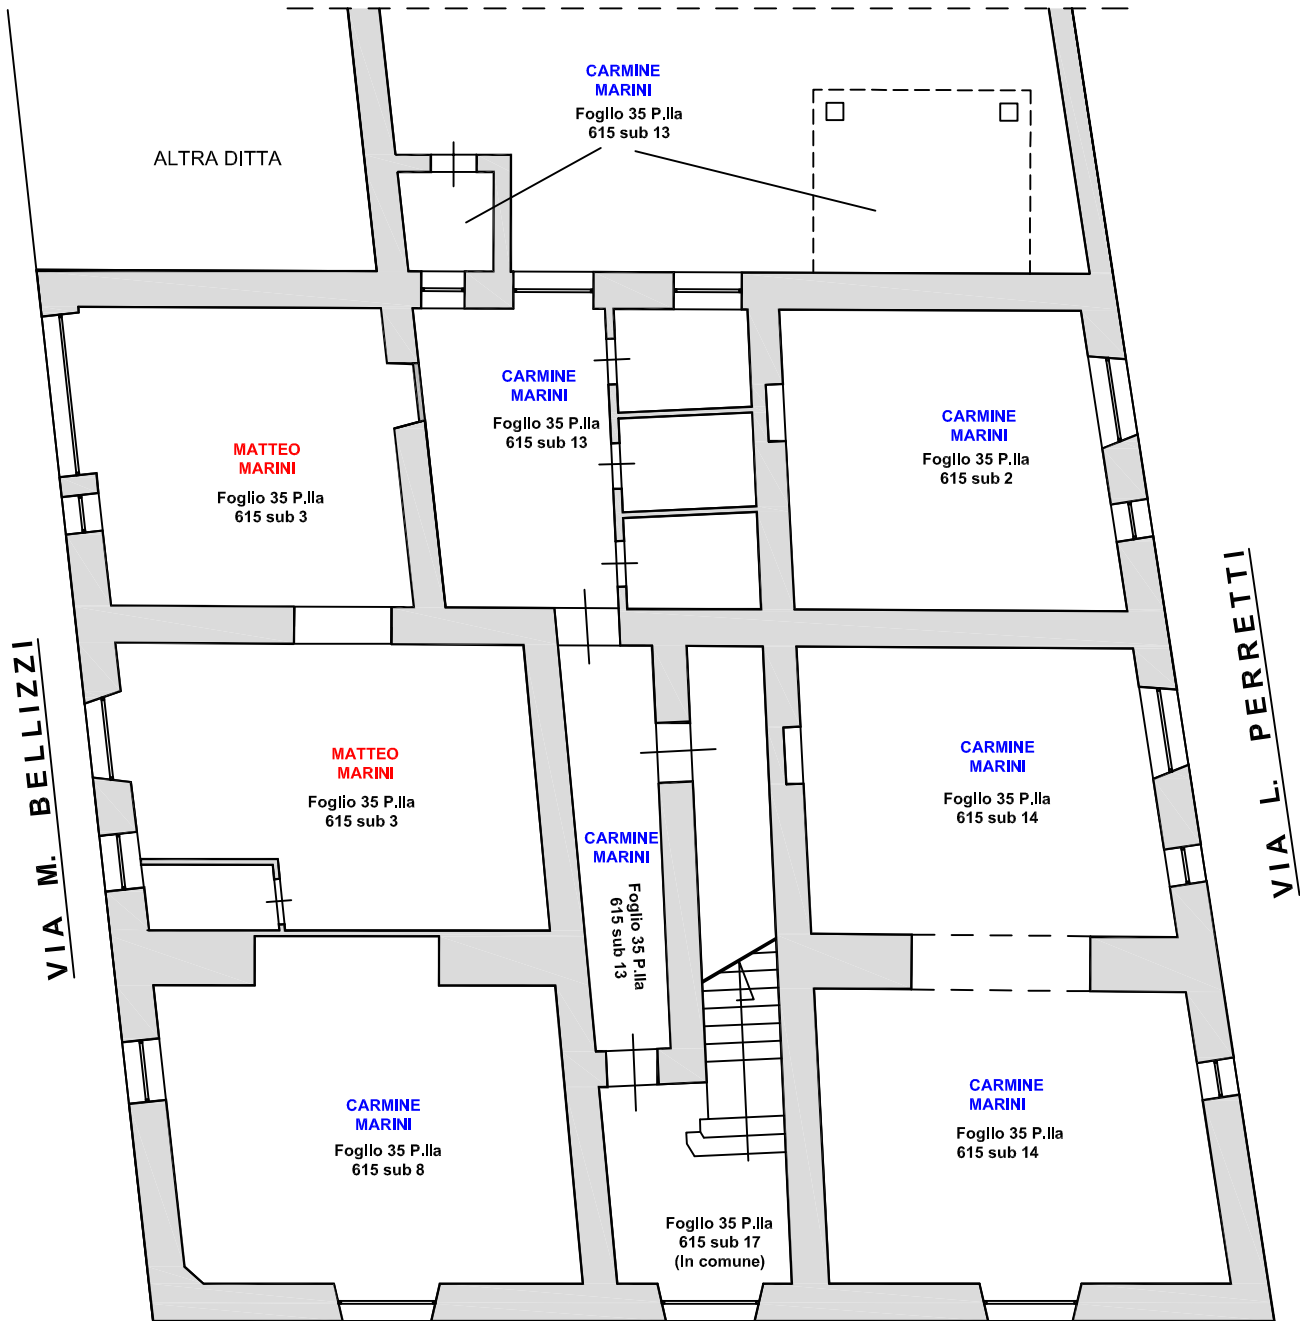 CARMINE
MARINI
Foglio 35 P.lla
615 sub 13
ALTRA DITTA
CARMINE
MARINI
Foglio 35 P.lla
615 sub 13
MATTEO
MARINI
Foglio 35 P.lla
615 sub 3
CARMINE
MARINI
Foglio 35 P.lla
615 sub 2
VIA M. BELLIZZI
VIA L. PERRETTI
MATTEO
MARINI
Foglio 35 P.lla
615 sub 3
CARMINE
MARINI
Foglio 35 P.lla
615 sub 13
CARMINE
MARINI
Foglio 35 P.lla
615 sub 14
CARMINE
MARINI
Foglio 35 P.lla
615 sub 8
CARMINE
MARINI
Foglio 35 P.lla
615 sub 14
Foglio 35 P.lla
615 sub 17
(In comune)